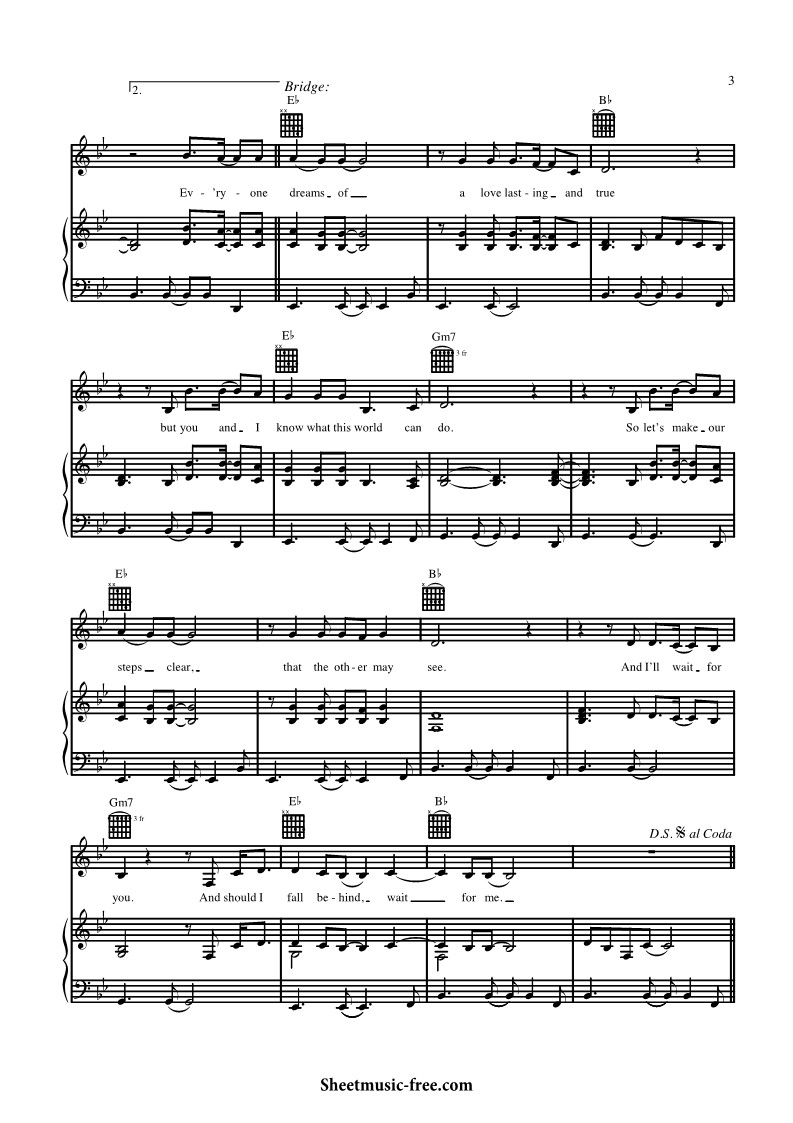 3
2. Bridge:
E♭ B♭
Ev - 'ry - one dreams of a love last - ing and true
E♭ Gm7
3 fr
but you and I know what this world can do. So let's make our
E♭ B♭
steps clear, that the oth - er may see. And I'll wait for
Gm7 E♭ B♭
3 fr
D.S. 𝄋 al Coda
you. And should I fall be - hind, wait for me.
Sheetmusic-free.com